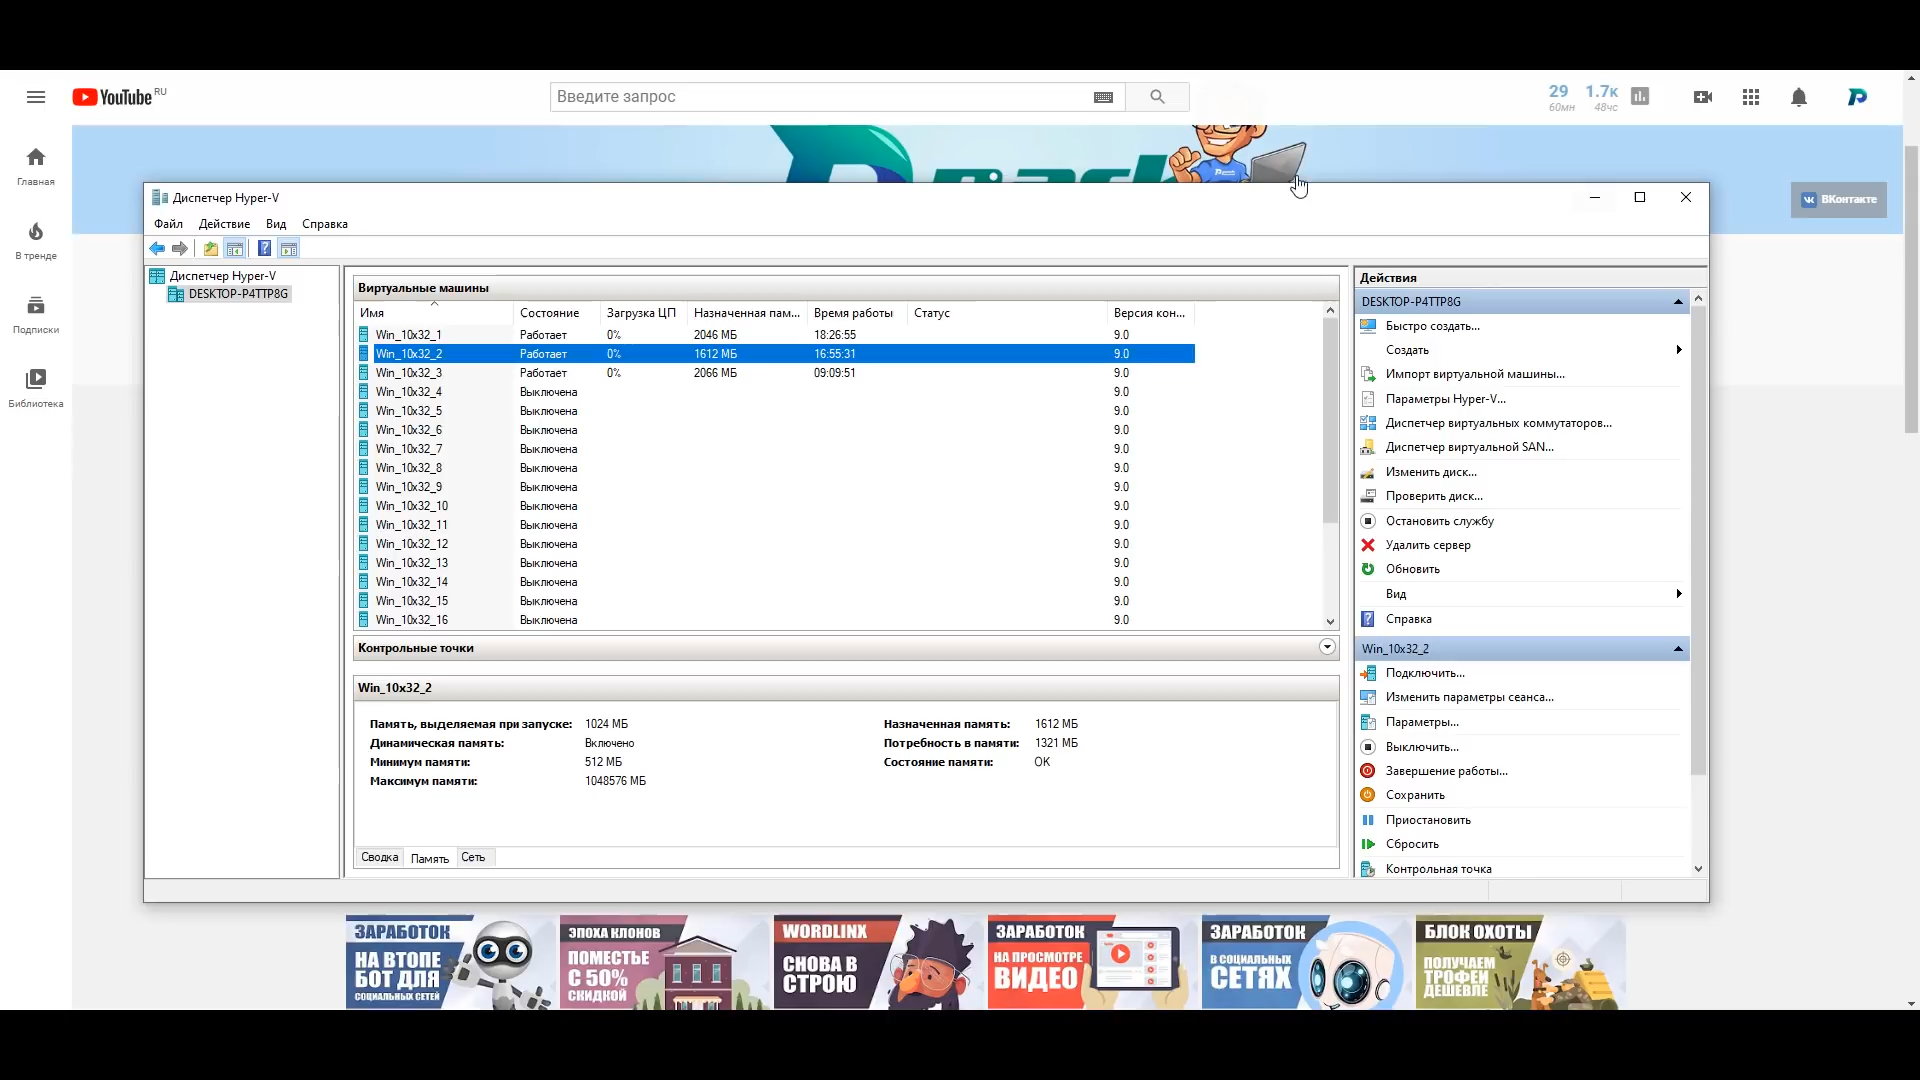 YouTube RU
Введите запрос
29
60мн
1.7к
48чс
Главная
В тренде
Подписки
Библиотека
ВКонтакте
Диспетчер Hyper-V
Файл Действие Вид Справка
Диспетчер Hyper-V
DESKTOP-P4TTP8G
Виртуальные машины
Имя Состояние Загрузка ЦП Назначенная пам... Время работы Статус Версия кон...
Win_10x32_1 Работает 0% 2046 МБ 18:26:55 9.0
Win_10x32_2 Работает 0% 1612 МБ 16:55:31 9.0
Win_10x32_3 Работает 0% 2066 МБ 09:09:51 9.0
Win_10x32_4 Выключена 9.0
Win_10x32_5 Выключена 9.0
Win_10x32_6 Выключена 9.0
Win_10x32_7 Выключена 9.0
Win_10x32_8 Выключена 9.0
Win_10x32_9 Выключена 9.0
Win_10x32_10 Выключена 9.0
Win_10x32_11 Выключена 9.0
Win_10x32_12 Выключена 9.0
Win_10x32_13 Выключена 9.0
Win_10x32_14 Выключена 9.0
Win_10x32_15 Выключена 9.0
Win_10x32_16 Выключена 9.0
Контрольные точки
Win_10x32_2
Память, выделяемая при запуске: 1024 МБ Назначенная память: 1612 МБ
Динамическая память: Включено Потребность в памяти: 1321 МБ
Минимум памяти: 512 МБ Состояние памяти: OK
Максимум памяти: 1048576 МБ
Сводка Память Сеть
Действия
DESKTOP-P4TTP8G
Быстро создать...
Создать
Импорт виртуальной машины...
Параметры Hyper-V...
Диспетчер виртуальных коммутаторов...
Диспетчер виртуальной SAN...
Изменить диск...
Проверить диск...
Остановить службу
Удалить сервер
Обновить
Вид
Справка
Win_10x32_2
Подключить...
Изменить параметры сеанса...
Параметры...
Выключить...
Завершение работы...
Сохранить
Приостановить
Сбросить
Контрольная точка
ЗАРАБОТОК
НА ВТОПЕ
БОТ ДЛЯ
СОЦИАЛЬНЫХ СЕТЕЙ
ЭПОХА КЛОНОВ
ПОМЕСТЬЕ
С 50%
СКИДКОЙ
WORDLINX
СНОВА В
СТРОЮ
ЗАРАБОТОК
НА ПРОСМОТРЕ
ВИДЕО
ЗАРАБОТОК
В СОЦИАЛЬНЫХ
СЕТЯХ
БЛОК ОХОТЫ
ПОЛУЧАЕМ
ТРОФЕИ
ДЕШЕВЛЕ